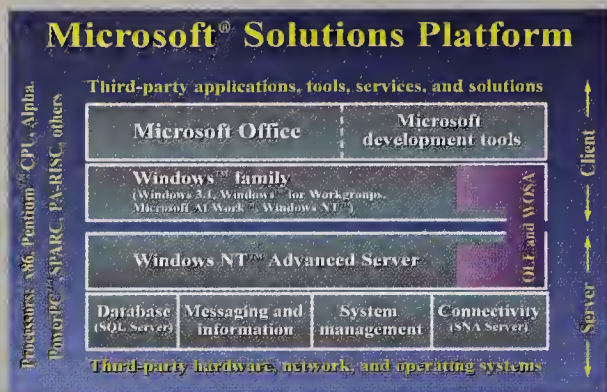 Microsoft® Solutions Platform
Third-party applications, tools, services, and solutions
Processors: x86, Pentium™ CPU, Alpha,
PowerPC™, SPARC, PA-RISC, others
Microsoft Office
Microsoft
development tools
Windows™ family
(Windows 3.1, Windows™ for Workgroups,
Microsoft At Work™, Windows NT™)
OLE and WOSA
Client
Windows NT™ Advanced Server
Server
Database
(SQL Server)
Messaging and
information
System
management
Connectivity
(SNA Server)
Third-party hardware, network, and operating systems